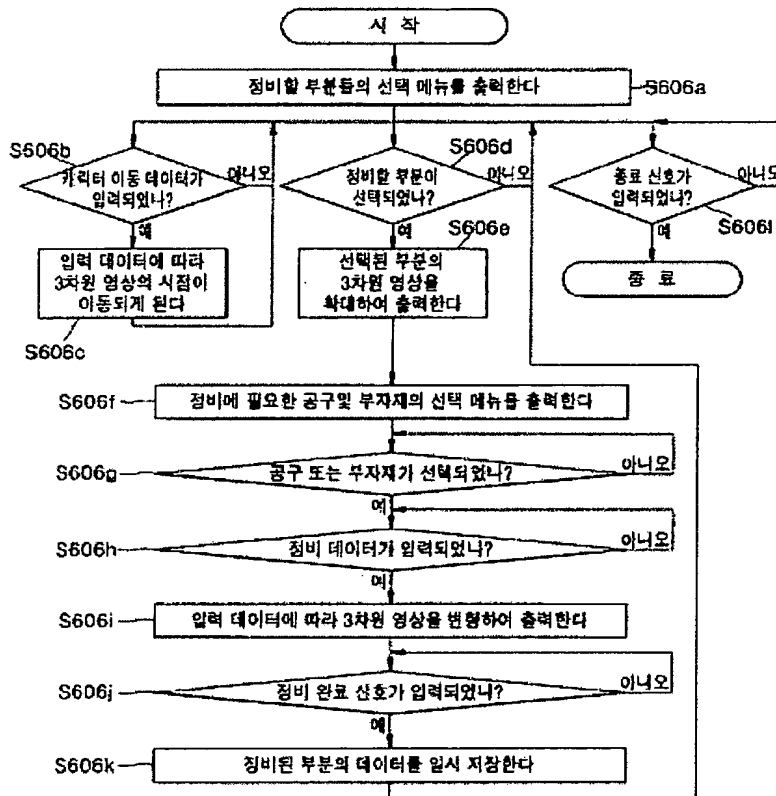 시 작
정비할 부분들의 선택 메뉴를 출력한다
S606a
S606b
캐릭터 이동 데이터가
입력되었나?
아니오
예
입력 데이터에 따라
3차원 영상의 시점이
이동되게 된다
S606c
S606d
정비할 부분이
선택되었나?
아니오
예
S606e
선택된 부분의
3차원 영상을
확대하여 출력한다
종료 신호가
입력되었나?
아니오
S606l
예
종 료
S606f
정비에 필요한 공구및 부자재의 선택 메뉴를 출력한다
S606g
공구 또는 부자재가 선택되었나?
아니오
예
S606h
정비 데이터가 입력되었나?
아니오
예
S606i
입력 데이터에 따라 3차원 영상을 변형하여 출력한다
S606j
정비 완료 신호가 입력되었나?
아니오
예
S606k
정비된 부분의 데이터를 일시 저장한다